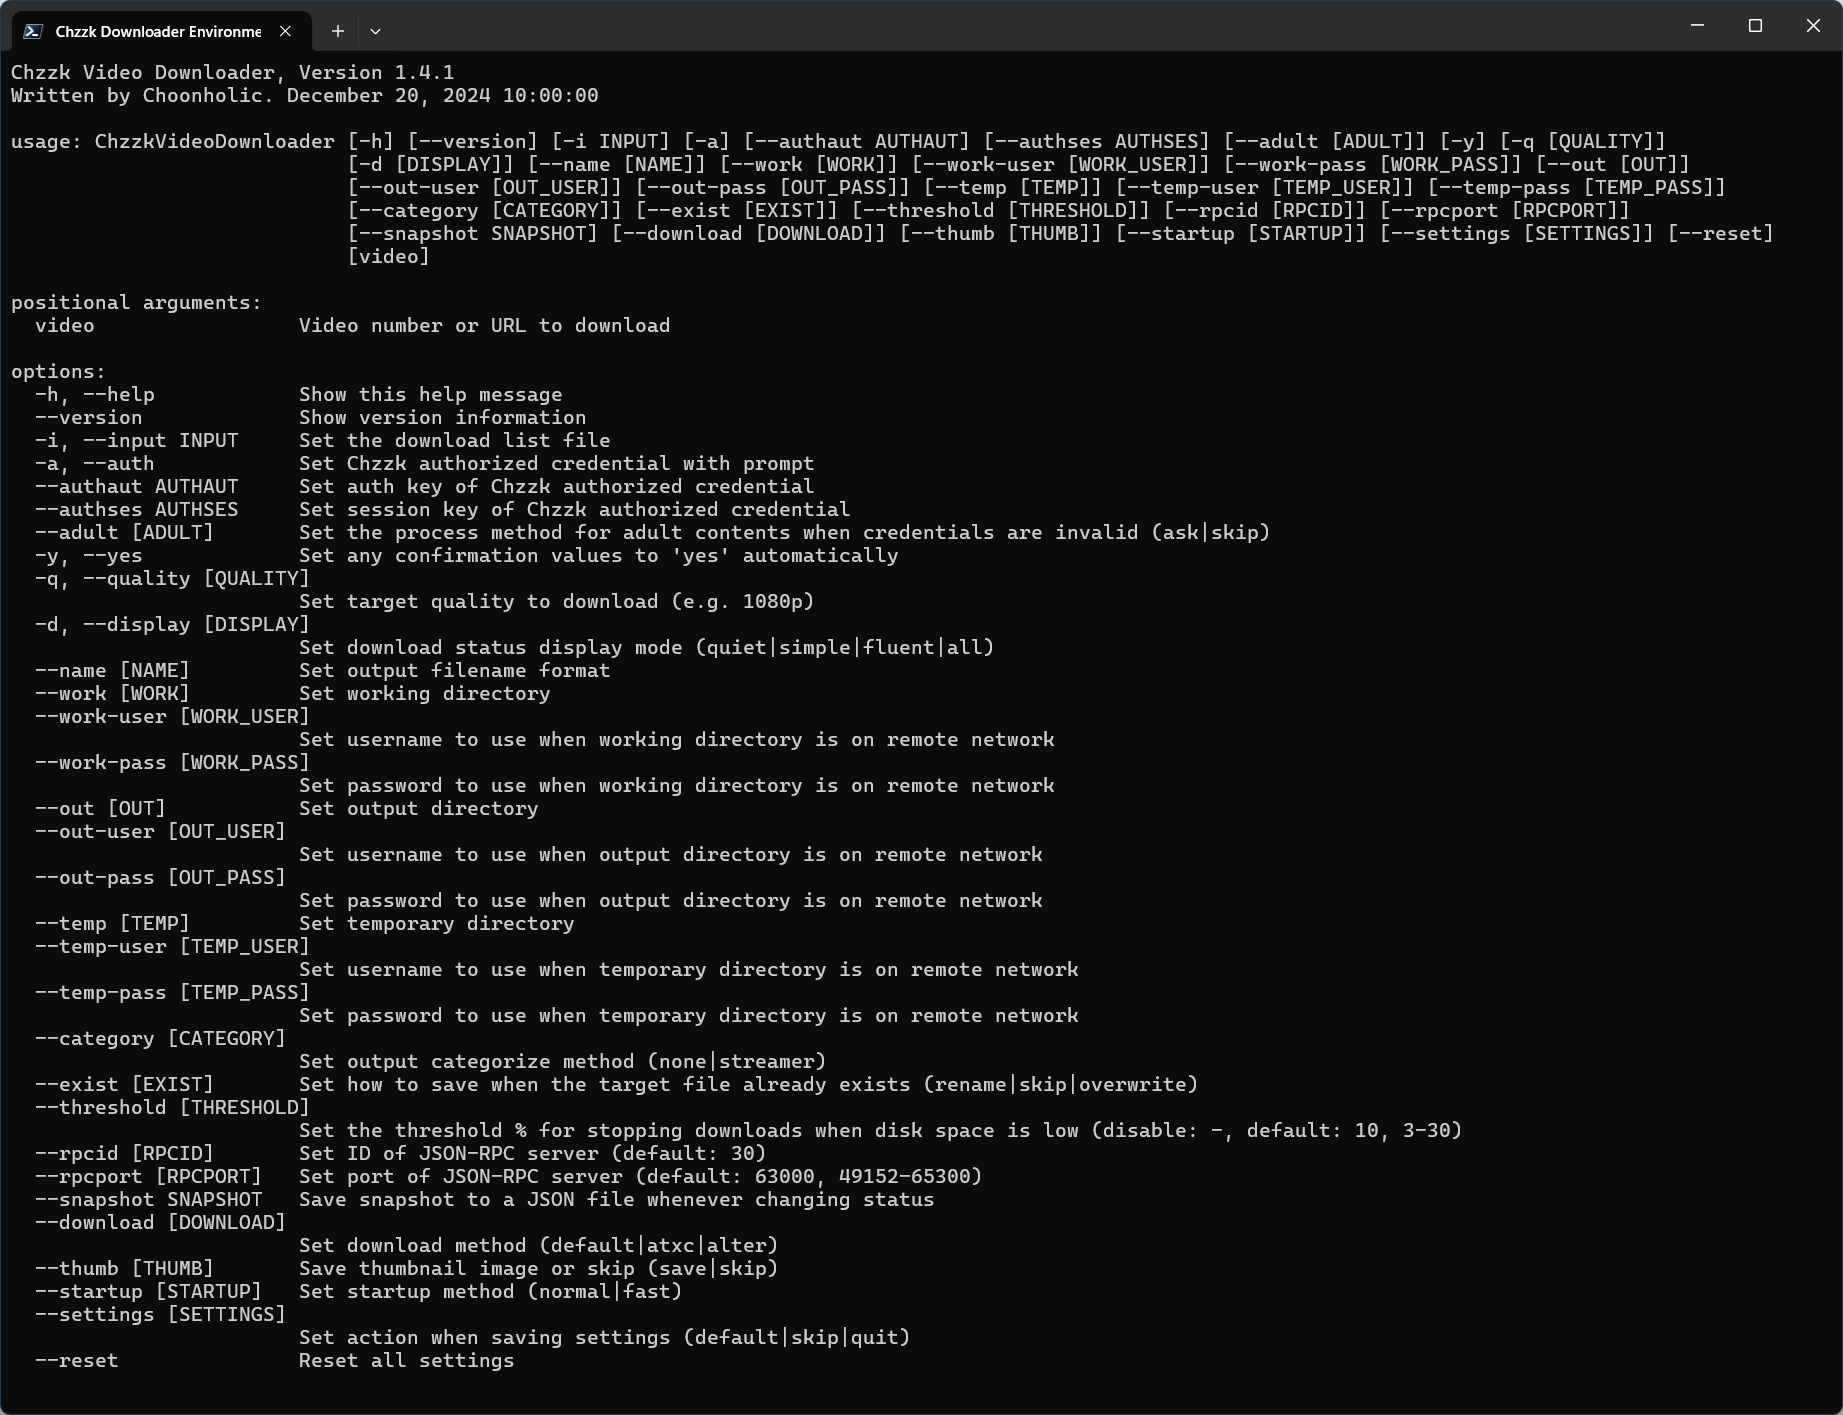 Chzzk Downloader Environme
Chzzk Video Downloader, Version 1.4.1
Written by Choonholic. December 20, 2024 10:00:00
usage: ChzzkVideoDownloader [-h] [--version] [-i INPUT] [-a] [--authaut AUTHAUT] [--authses AUTHSES] [--adult [ADULT]] [-y] [-q [QUALITY]]
[-d [DISPLAY]] [--name [NAME]] [--work [WORK]] [--work-user [WORK_USER]] [--work-pass [WORK_PASS]] [--out [OUT]]
[--out-user [OUT_USER]] [--out-pass [OUT_PASS]] [--temp [TEMP]] [--temp-user [TEMP_USER]] [--temp-pass [TEMP_PASS]]
[--category [CATEGORY]] [--exist [EXIST]] [--threshold [THRESHOLD]] [--rpcid [RPCID]] [--rpcport [RPCPORT]]
[--snapshot SNAPSHOT] [--download [DOWNLOAD]] [--thumb [THUMB]] [--startup [STARTUP]] [--settings [SETTINGS]] [--reset]
[video]
positional arguments:
video Video number or URL to download
options:
-h, --help Show this help message
--version Show version information
-i, --input INPUT Set the download list file
-a, --auth Set Chzzk authorized credential with prompt
--authaut AUTHAUT Set auth key of Chzzk authorized credential
--authses AUTHSES Set session key of Chzzk authorized credential
--adult [ADULT] Set the process method for adult contents when credentials are invalid (ask|skip)
-y, --yes Set any confirmation values to 'yes' automatically
-q, --quality [QUALITY]
Set target quality to download (e.g. 1080p)
-d, --display [DISPLAY]
Set download status display mode (quiet|simple|fluent|all)
--name [NAME] Set output filename format
--work [WORK] Set working directory
--work-user [WORK_USER]
Set username to use when working directory is on remote network
--work-pass [WORK_PASS]
Set password to use when working directory is on remote network
--out [OUT] Set output directory
--out-user [OUT_USER]
Set username to use when output directory is on remote network
--out-pass [OUT_PASS]
Set password to use when output directory is on remote network
--temp [TEMP] Set temporary directory
--temp-user [TEMP_USER]
Set username to use when temporary directory is on remote network
--temp-pass [TEMP_PASS]
Set password to use when temporary directory is on remote network
--category [CATEGORY]
Set output categorize method (none|streamer)
--exist [EXIST] Set how to save when the target file already exists (rename|skip|overwrite)
--threshold [THRESHOLD]
Set the threshold % for stopping downloads when disk space is low (disable: -, default: 10, 3-30)
--rpcid [RPCID] Set ID of JSON-RPC server (default: 30)
--rpcport [RPCPORT] Set port of JSON-RPC server (default: 63000, 49152-65300)
--snapshot SNAPSHOT Save snapshot to a JSON file whenever changing status
--download [DOWNLOAD]
Set download method (default|atxc|alter)
--thumb [THUMB] Save thumbnail image or skip (save|skip)
--startup [STARTUP] Set startup method (normal|fast)
--settings [SETTINGS]
Set action when saving settings (default|skip|quit)
--reset Reset all settings